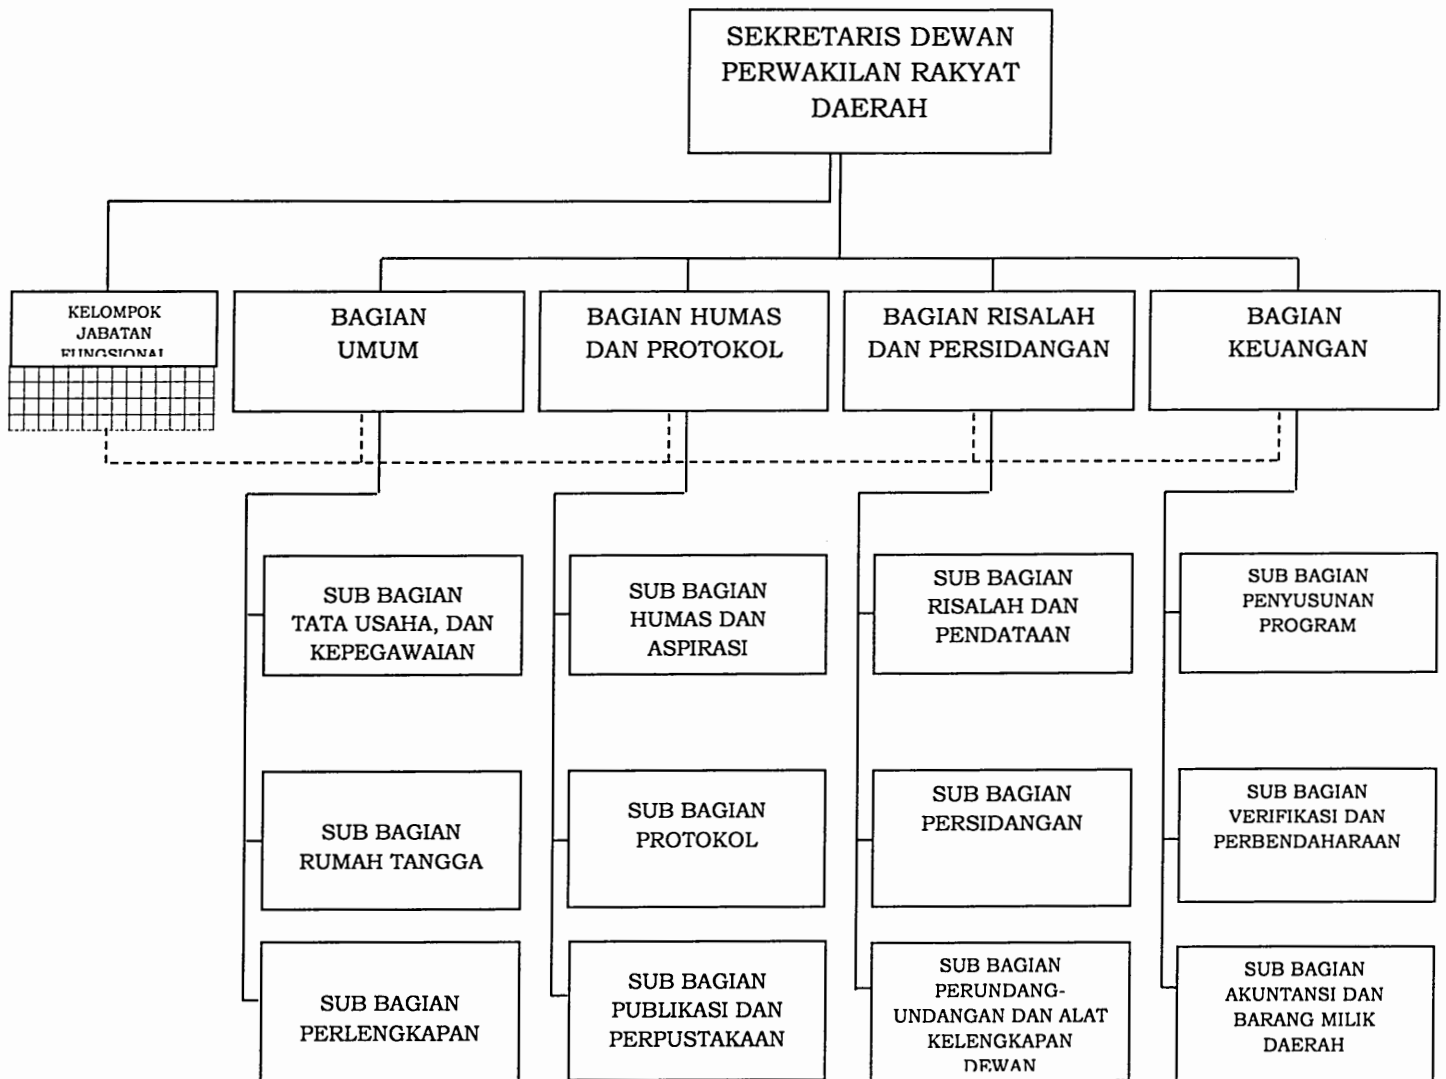 SEKRETARIS DEWAN
PERWAKILAN RAKYAT
DAERAH
KELOMPOK
JABATAN
FUNGSIONAL
BAGIAN
UMUM
BAGIAN HUMAS
DAN PROTOKOL
BAGIAN RISALAH
DAN PERSIDANGAN
BAGIAN
KEUANGAN
SUB BAGIAN
TATA USAHA, DAN
KEPEGAWAIAN
SUB BAGIAN
HUMAS DAN
ASPIRASI
SUB BAGIAN
RISALAH DAN
PENDATAAN
SUB BAGIAN
PENYUSUNAN
PROGRAM
SUB BAGIAN
RUMAH TANGGA
SUB BAGIAN
PROTOKOL
SUB BAGIAN
PERSIDANGAN
SUB BAGIAN
VERIFIKASI DAN
PERBENDAHARAAN
SUB BAGIAN
PERLENGKAPAN
SUB BAGIAN
PUBLIKASI DAN
PERPUSTAKAAN
SUB BAGIAN
PERUNDANG-
UNDANGAN DAN ALAT
KELENGKAPAN
DEWAN
SUB BAGIAN
AKUNTANSI DAN
BARANG MILIK
DAERAH